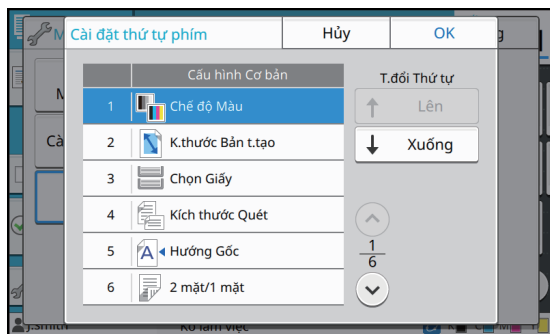 Cài đặt thứ tự phím
Hủy
OK
Cấu hình Cơ bản
T.đổi Thứ tự
1 Chế độ Màu
Lên
2 K.thước Bản t.tạo
Xuống
3 Chọn Giấy
4 Kích thước Quét
5 Hướng Gốc
1
6
6 2 mặt/1 mặt
Cà